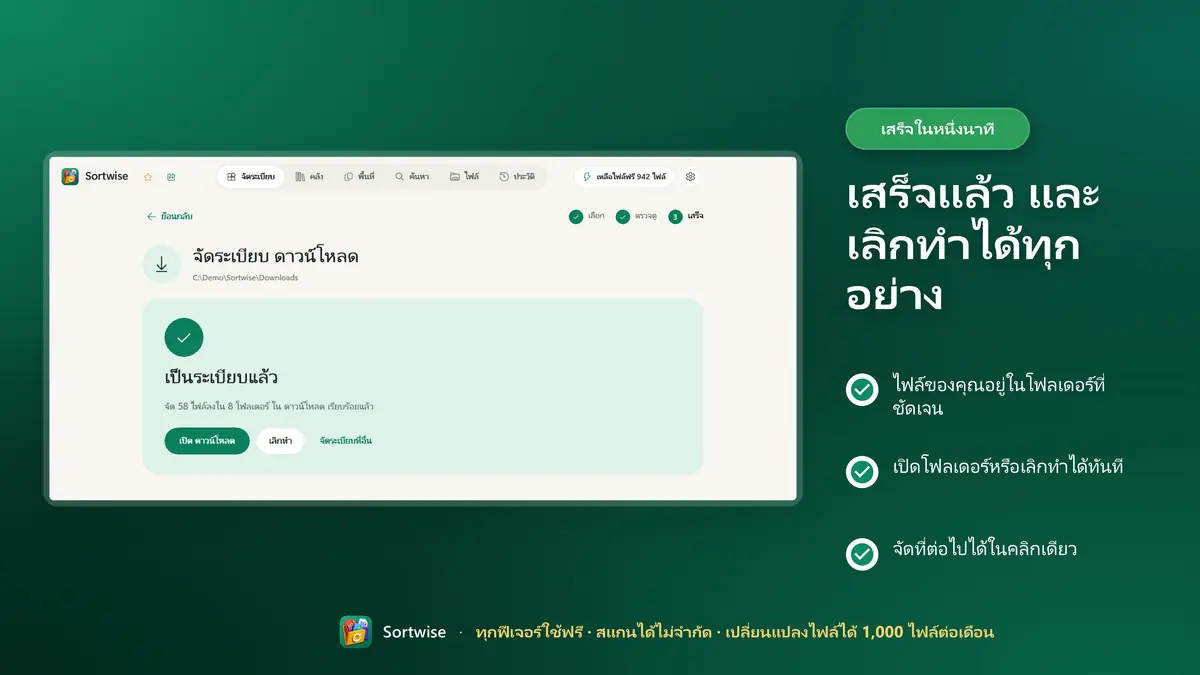 Sortwise
จัดระเบียบ
คลัง
พื้นที่
ค้นหา
ไฟล์
ประวัติ
เหลือไฟล์ฟรี 942 ไฟล์
ย้อนกลับ
เลือก
ตรวจดู
3 เสร็จ
จัดระเบียบ ดาวน์โหลด
C:\Demo\Sortwise\Downloads
เป็นระเบียบแล้ว
จัด 58 ไฟล์ลงใน 8 โฟลเดอร์ ใน ดาวน์โหลด เรียบร้อยแล้ว
เปิด ดาวน์โหลด
เลิกทำ
จัดระเบียบที่อื่น
เสร็จในหนึ่งนาที
เสร็จแล้ว และ
เลิกทำได้ทุก
อย่าง
ไฟล์ของคุณอยู่ในโฟลเดอร์ที่
ชัดเจน
เปิดโฟลเดอร์หรือเลิกทำได้ทันที
จัดที่ต่อไปได้ในคลิกเดียว
Sortwise · ทุกฟีเจอร์ใช้ฟรี · สแกนได้ไม่จำกัด · เปลี่ยนแปลงไฟล์ได้ 1,000 ไฟล์ต่อเดือน